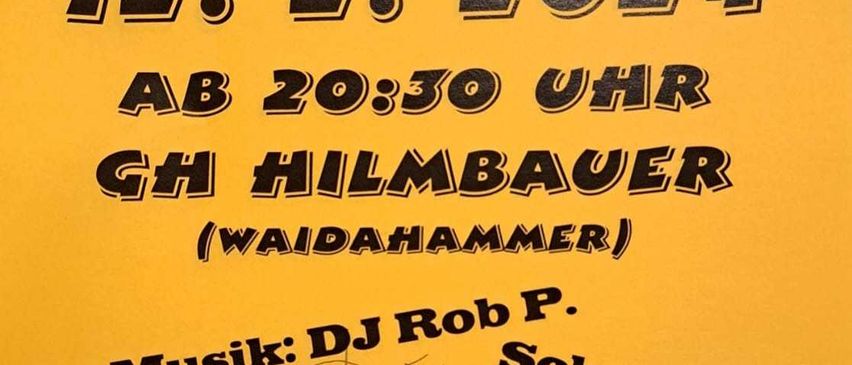 AB 20:30 UHR
GH HILMBAUER
(WAIDAHAMMER)
Musik: DJ Rob P.